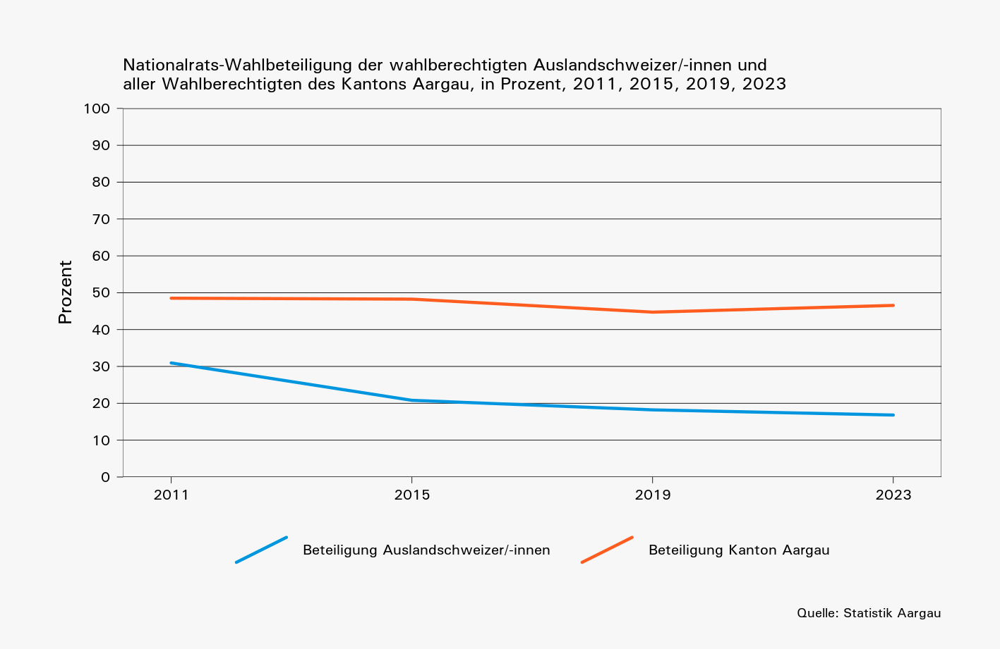 Nationalrats-Wahlbeteiligung der wahlberechtigten Auslandschweizer/-innen und
aller Wahlberechtigten des Kantons Aargau, in Prozent, 2011, 2015, 2019, 2023
100
90
80
70
60
50
40
30
20
10
0
Prozent
2011
2015
2019
2023
Beteiligung Auslandschweizer/-innen
Beteiligung Kanton Aargau
Quelle: Statistik Aargau